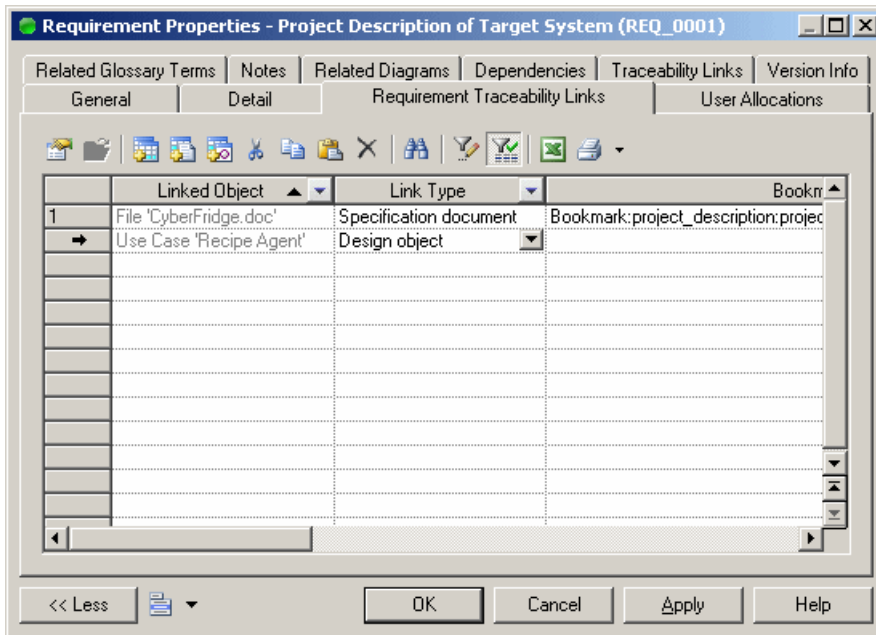 Requirement Properties - Project Description of Target System (REQ_0001)
Related Glossary Terms Notes Related Diagrams Dependencies Traceability Links Version Info
General Detail Requirement Traceability Links User Allocations
Linked Object Link Type Bookm
1 File 'CyberFridge.doc' Specification document Bookmark:project_description:projec
Use Case 'Recipe Agent' Design object
<< Less OK Cancel Apply Help